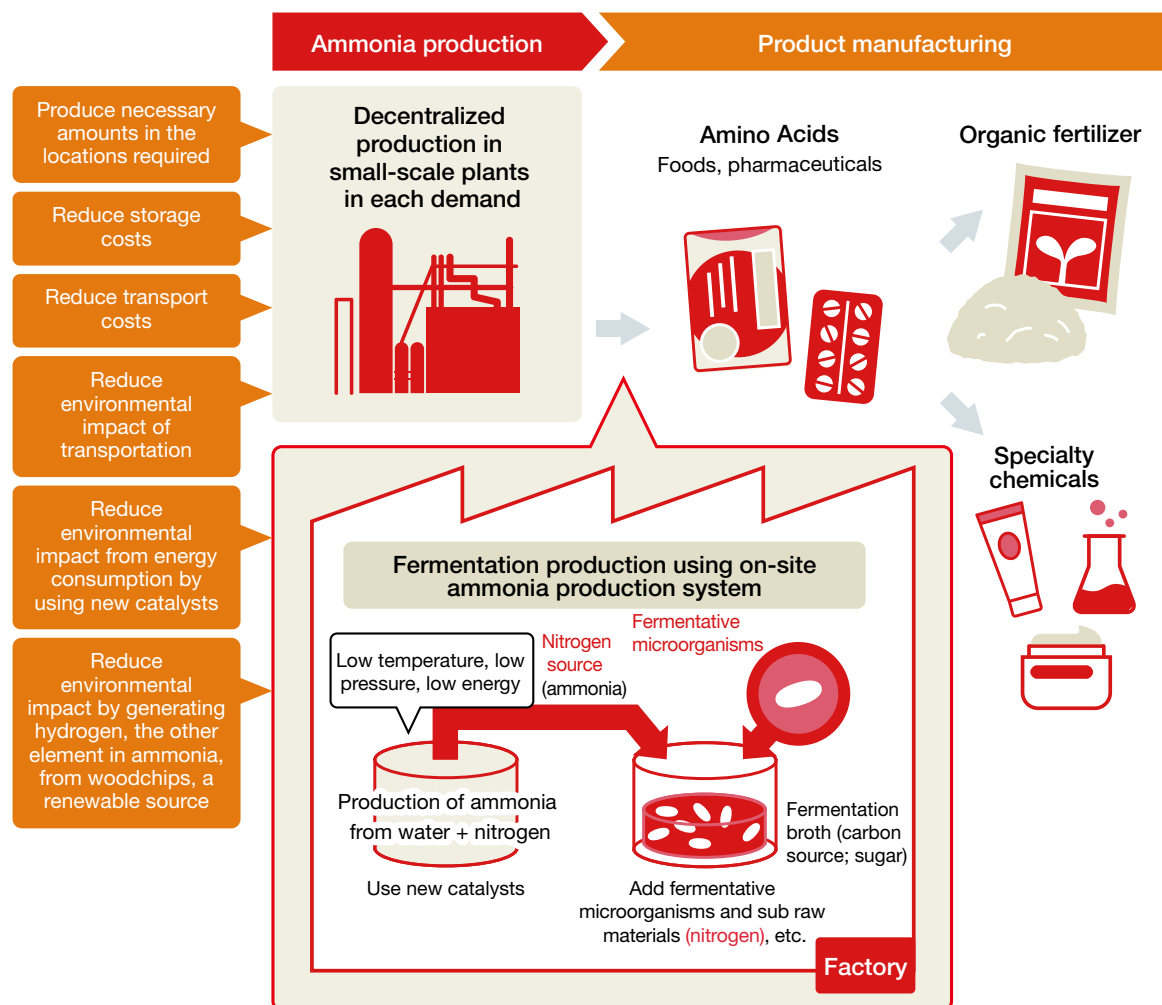 Ammonia production
Product manufacturing
Produce necessary
amounts in the
locations required
Reduce storage
costs
Reduce transport
costs
Reduce
environmental
impact of
transportation
Reduce
environmental
impact from energy
consumption by
using new catalysts
Reduce
environmental
impact by generating
hydrogen, the other
element in ammonia,
from woodchips, a
renewable source
Decentralized
production in
small-scale plants
in each demand
Amino Acids
Foods, pharmaceuticals
Organic fertilizer
Specialty
chemicals
Fermentation production using on-site
ammonia production system
Low temperature, low
pressure, low energy
Nitrogen
source
(ammonia)
Fermentative
microorganisms
Production of ammonia
from water + nitrogen
Use new catalysts
Fermentation
broth (carbon
source; sugar)
Add fermentative
microorganisms and sub raw
materials (nitrogen), etc.
Factory